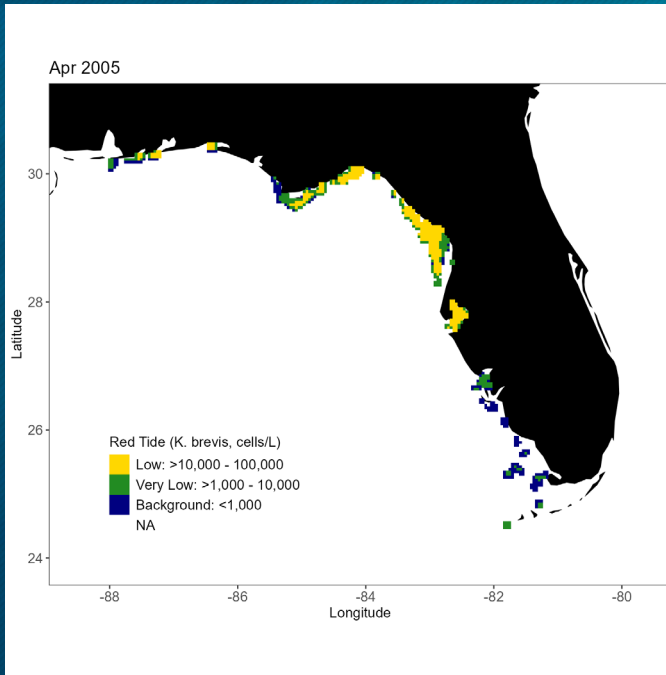 Apr 2005
30
28
26
24
Latitude
Red Tide (K. brevis, cells/L)
Low: >10,000 - 100,000
Very Low: >1,000 - 10,000
Background: <1,000
NA
-88 -86 -84 -82 -80
Longitude